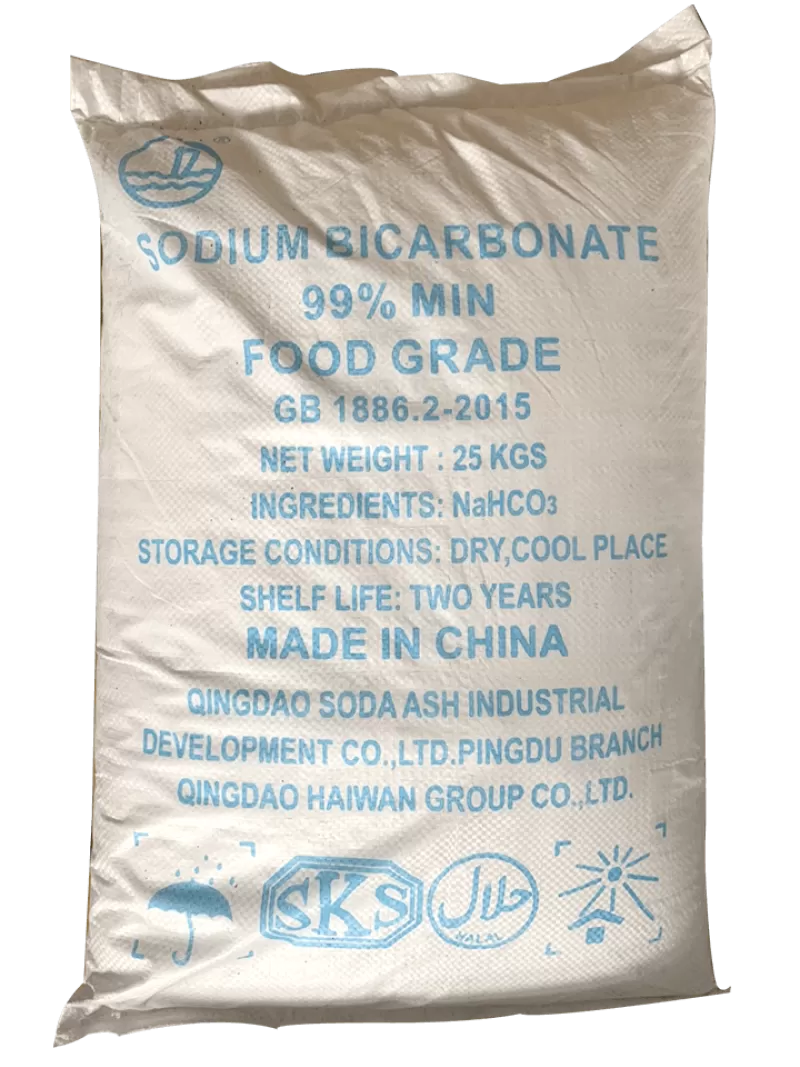 JZ
®
SODIUM BICARBONATE
99% MIN
FOOD GRADE
GB 1886.2-2015
NET WEIGHT : 25 KGS
INGREDIENTS: NaHCO₃
STORAGE CONDITIONS: DRY,COOL PLACE
SHELF LIFE: TWO YEARS
MADE IN CHINA
QINGDAO SODA ASH INDUSTRIAL
DEVELOPMENT CO.,LTD.PINGDU BRANCH
QINGDAO HAIWAN GROUP CO.,LTD.
SKS
حلال
HALAL